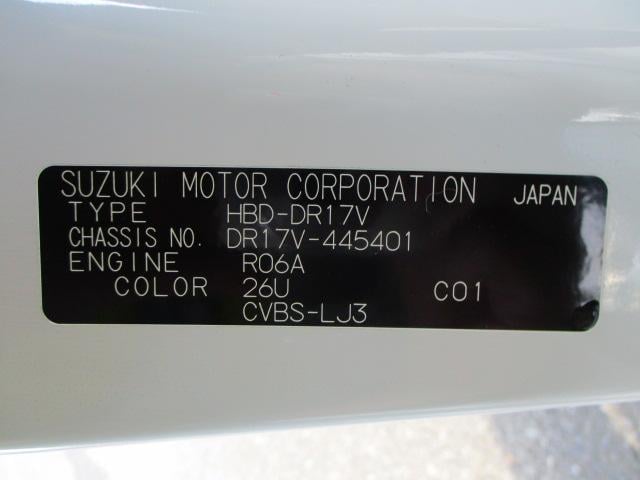 SUZUKI MOTOR CORPORATION JAPAN
TYPE HBD-DR17V
CHASSIS NO. DR17V-445401
ENGINE R06A
COLOR 26U C01
CVBS-LJ3